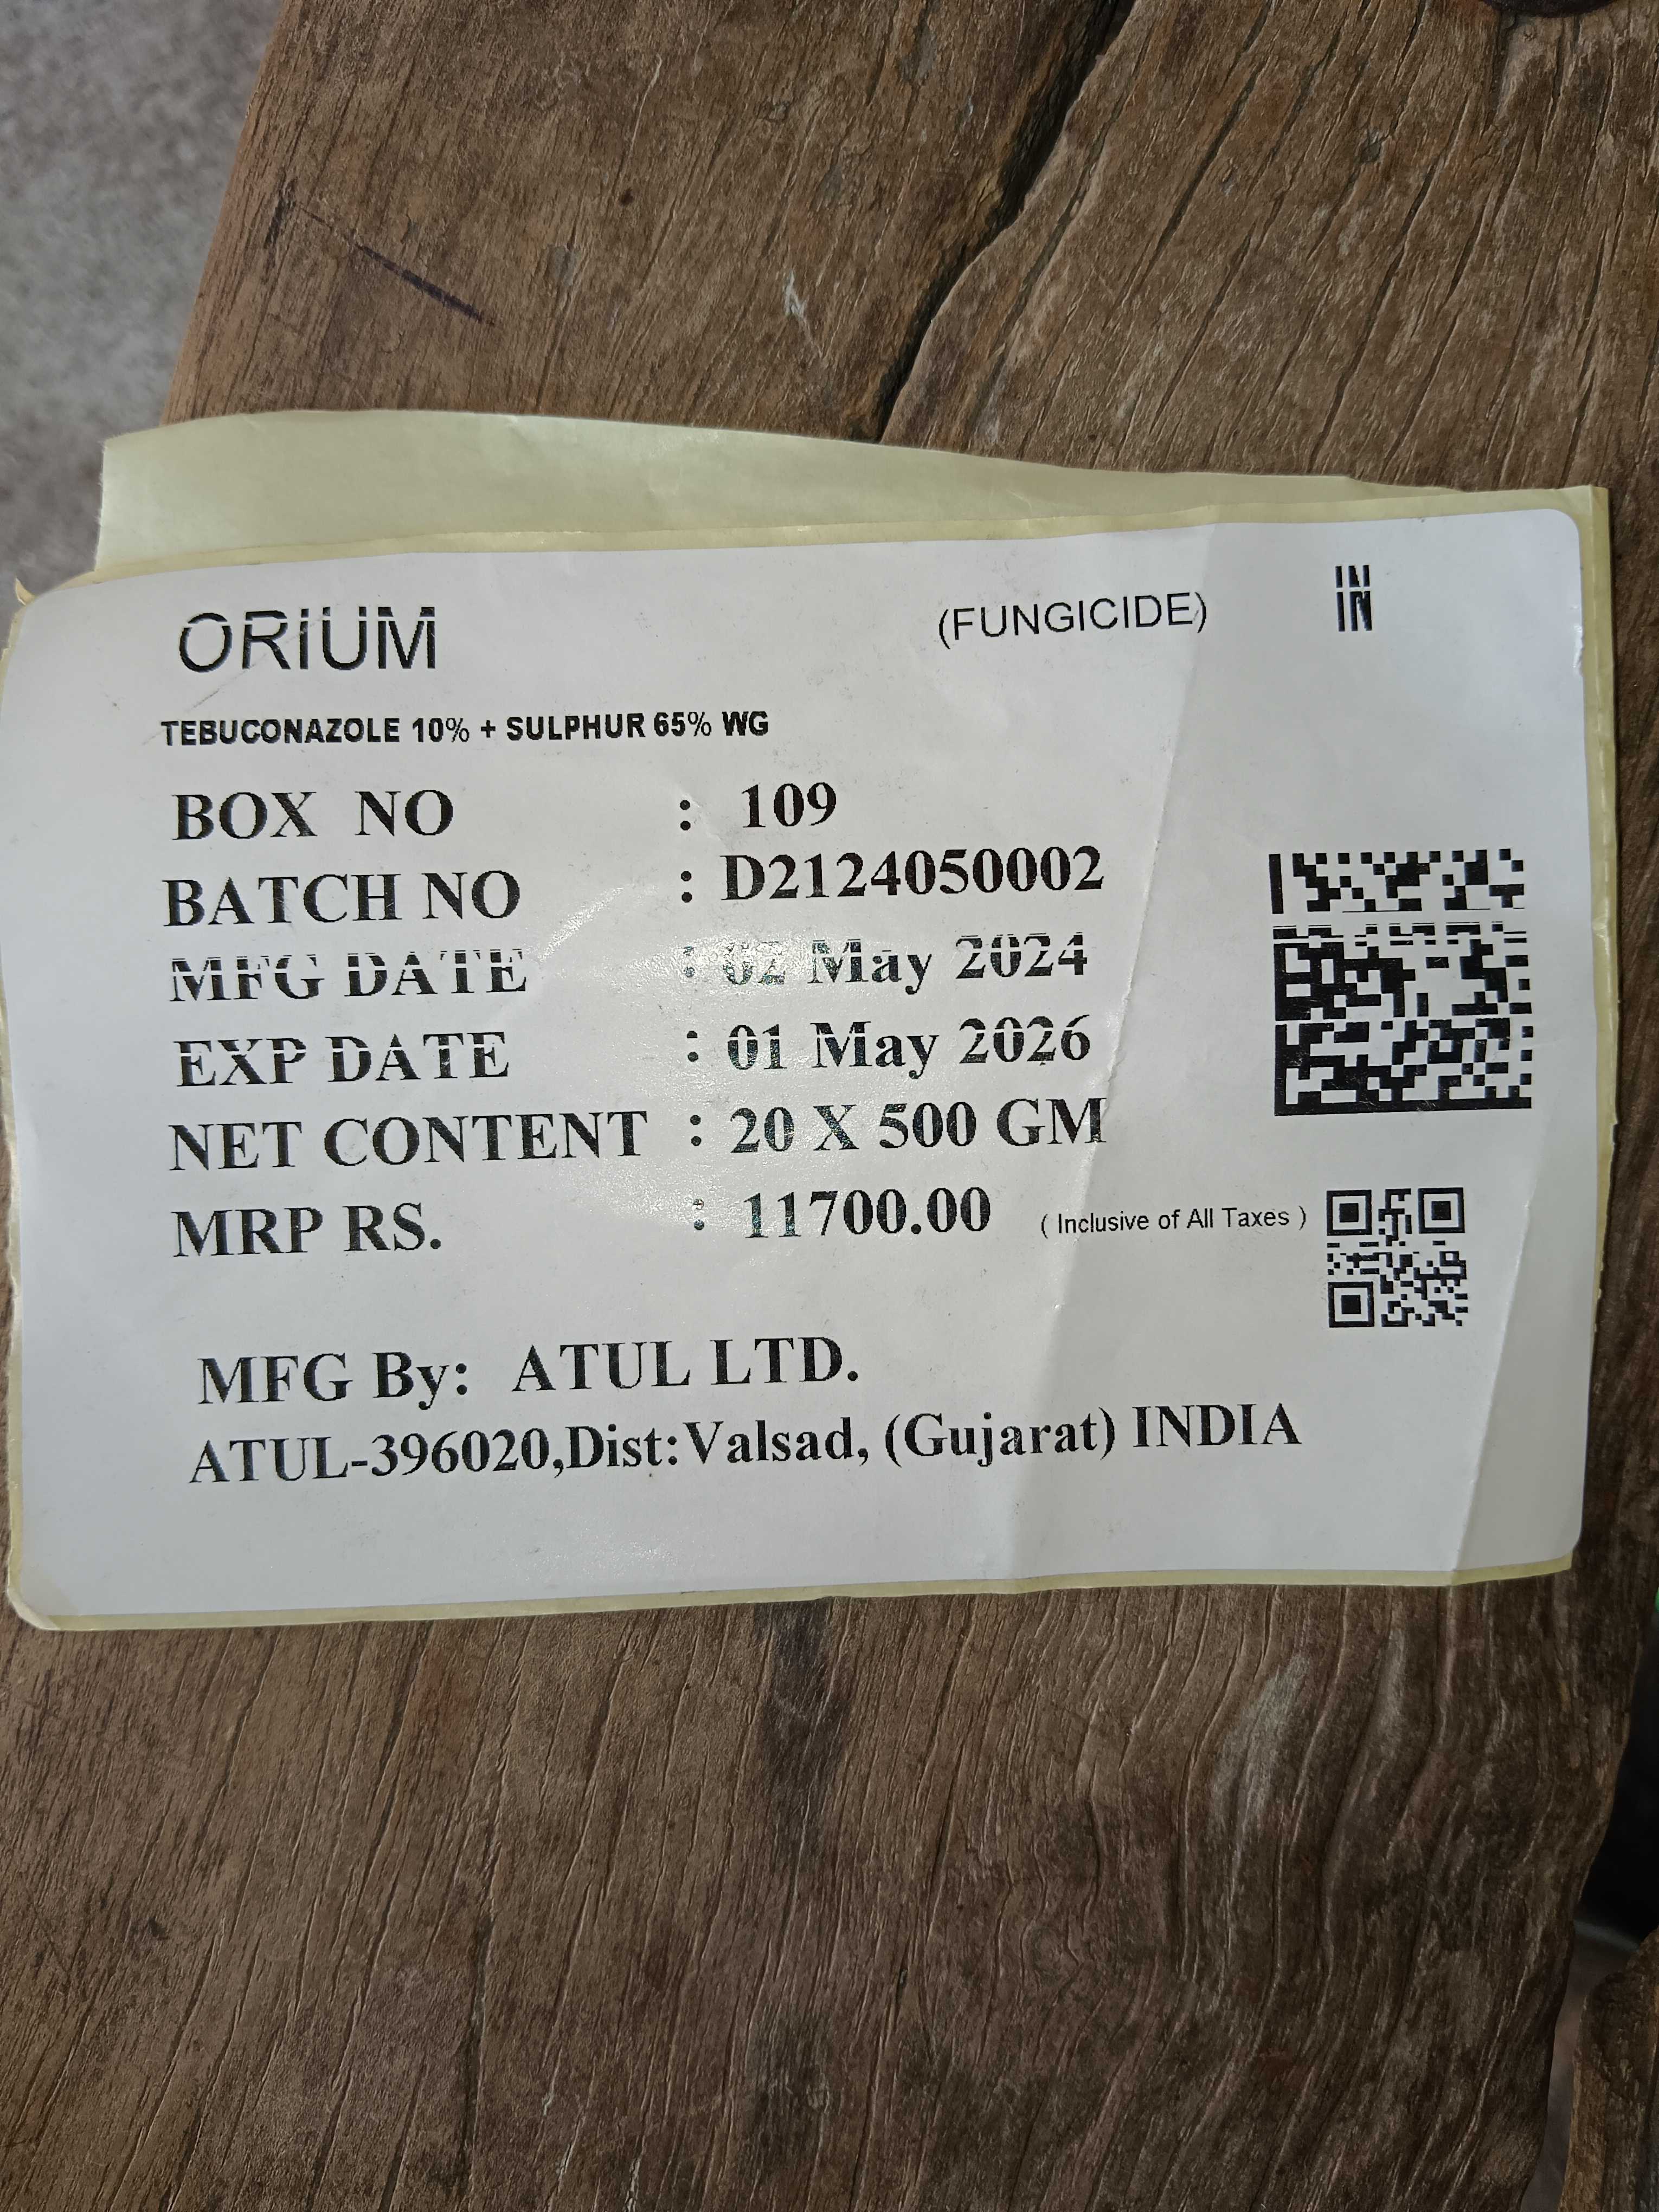 ORIUM (FUNGICIDE) IN
TEBUCONAZOLE 10% + SULPHUR 65% WG
BOX NO : 109
BATCH NO : D2124050002
MFG DATE : 02 May 2024
EXP DATE : 01 May 2026
NET CONTENT : 20 X 500 GM
MRP RS. : 11700.00 ( Inclusive of All Taxes )
MFG By: ATUL LTD.
ATUL-396020,Dist:Valsad, (Gujarat) INDIA